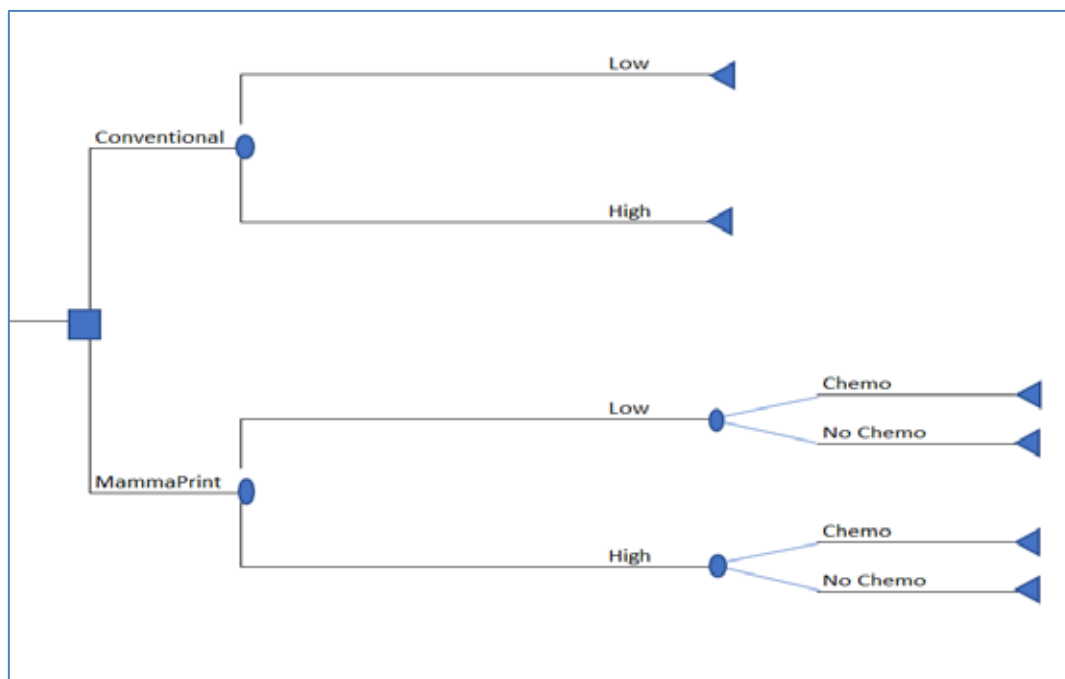 Low
Conventional
High
Chemo
Low
No Chemo
MammaPrint
Chemo
High
No Chemo